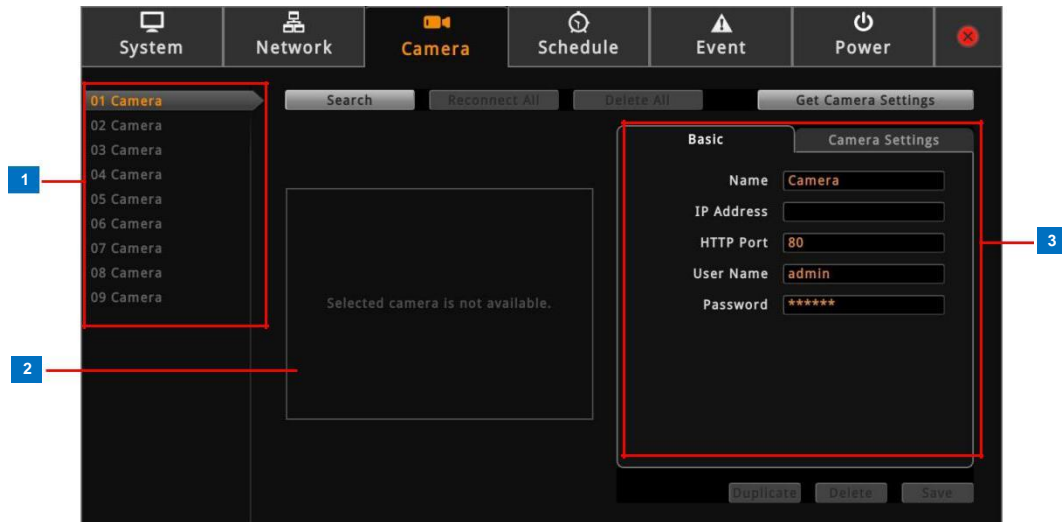 System Network Camera Schedule Event Power
01 Camera
02 Camera
03 Camera
04 Camera
05 Camera
06 Camera
07 Camera
08 Camera
09 Camera
1
Search Reconnect All Delete All Get Camera Settings
Selected camera is not available.
2
Basic Camera Settings
Name Camera
IP Address
HTTP Port 80
User Name admin
Password ******
3
Duplicate Delete Save